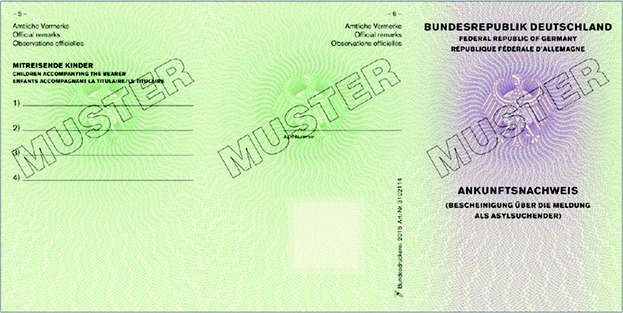 - 5 -
Amtliche Vermerke
Official remarks
Observations officielles
MITREISENDE KINDER
CHILDREN ACCOMPANYING THE BEARER
ENFANTS ACCOMPAGNANT LA TITULAIRE/LE TITULAIRE
1)
2)
3)
4)
MUSTER
- 6 -
Amtliche Vermerke
Official remarks
Observations officielles
MUSTER
AZR-Nummer
Bundesdruckerei 2015 Art.-Nr. 3102114
BUNDESREPUBLIK DEUTSCHLAND
FEDERAL REPUBLIC OF GERMANY
RÉPUBLIQUE FÉDÉRALE D'ALLEMAGNE
MUSTER
ANKUNFTSNACHWEIS
(BESCHEINIGUNG ÜBER DIE MELDUNG
ALS ASYLSUCHENDER)